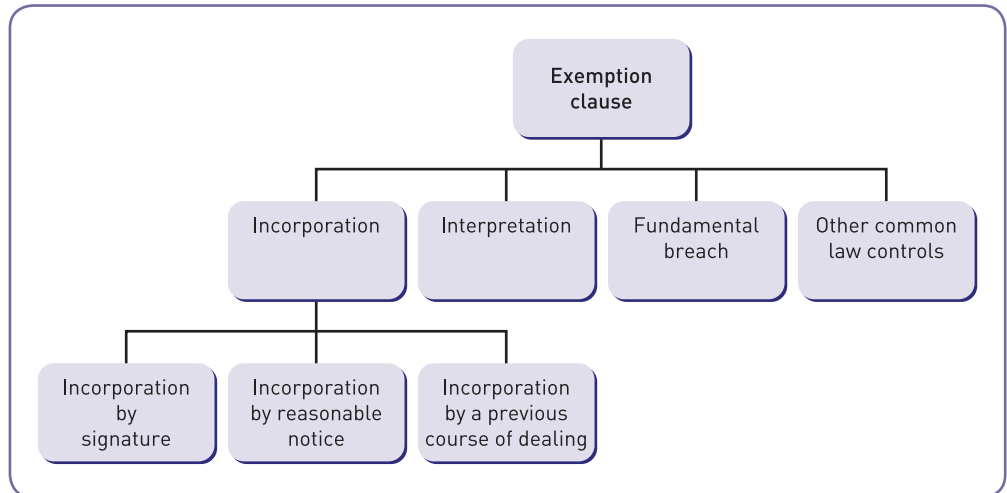 Exemption
clause
Incorporation
Interpretation
Fundamental
breach
Other common
law controls
Incorporation
by
signature
Incorporation
by reasonable
notice
Incorporation
by a previous
course of dealing